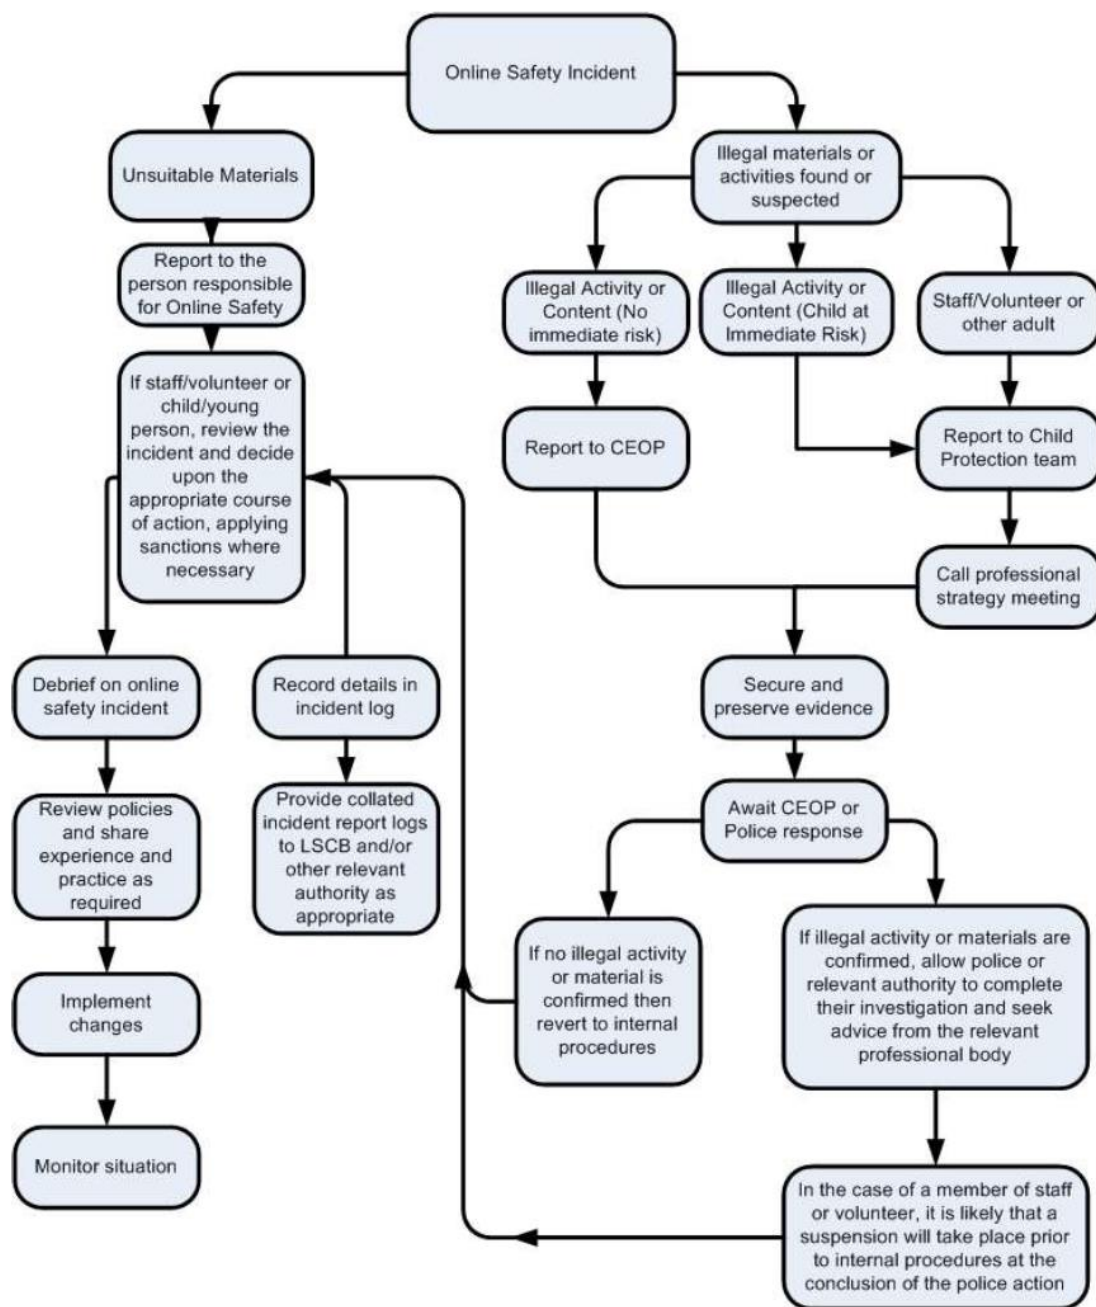 Online Safety Incident
Unsuitable Materials
Report to the
person responsible
for Online Safety
If staff/volunteer or
child/young
person, review the
incident and decide
upon the
appropriate course
of action, applying
sanctions where
necessary
Debrief on online
safety incident
Review policies
and share
experience and
practice as
required
Implement
changes
Monitor situation
Record details in
incident log
Provide collated
incident report logs
to LSCB and/or
other relevant
authority as
appropriate
Illegal materials or
activities found or
suspected
Illegal Activity or
Content (No
immediate risk)
Illegal Activity or
Content (Child at
Immediate Risk)
Staff/Volunteer or
other adult
Report to CEOP
Report to Child
Protection team
Call professional
strategy meeting
Secure and
preserve evidence
Await CEOP or
Police response
If no illegal activity
or material is
confirmed then
revert to internal
procedures
If illegal activity or materials are
confirmed, allow police or
relevant authority to complete
their investigation and seek
advice from the relevant
professional body
In the case of a member of staff
or volunteer, it is likely that a
suspension will take place prior
to internal procedures at the
conclusion of the police action